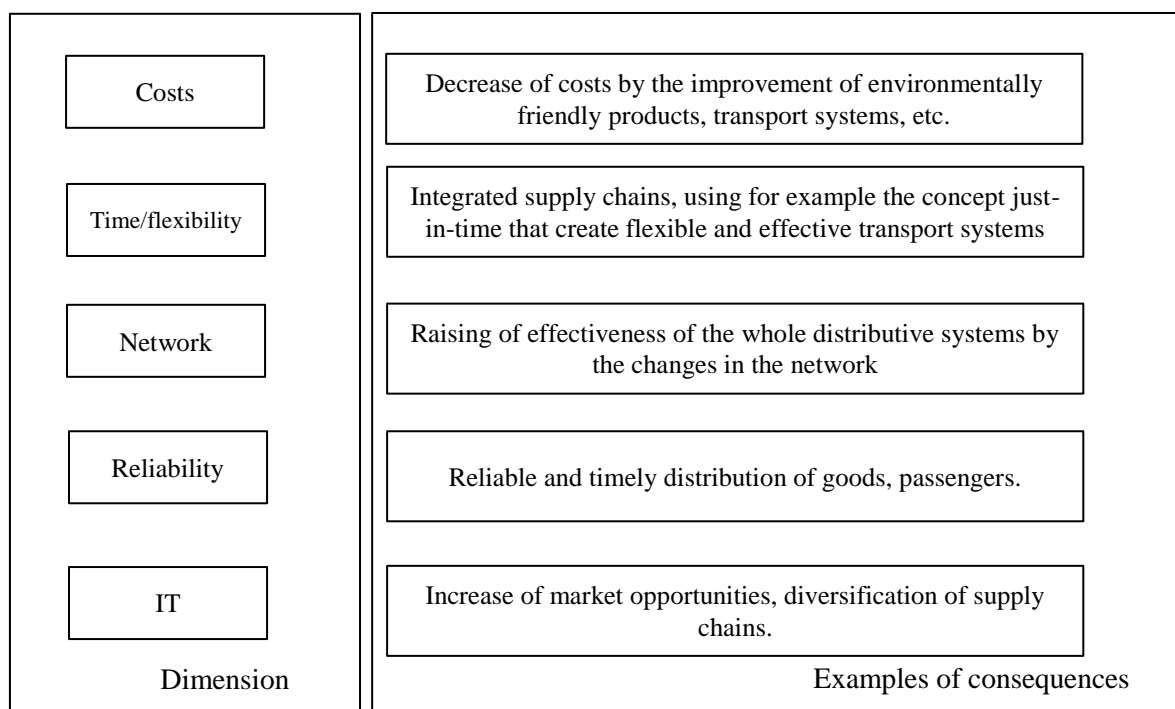 Costs
Decrease of costs by the improvement of environmentally
friendly products, transport systems, etc.
Time/flexibility
Integrated supply chains, using for example the concept just-
in-time that create flexible and effective transport systems
Network
Raising of effectiveness of the whole distributive systems by
the changes in the network
Reliability
Reliable and timely distribution of goods, passengers.
IT
Increase of market opportunities, diversification of supply
chains.
Dimension
Examples of consequences